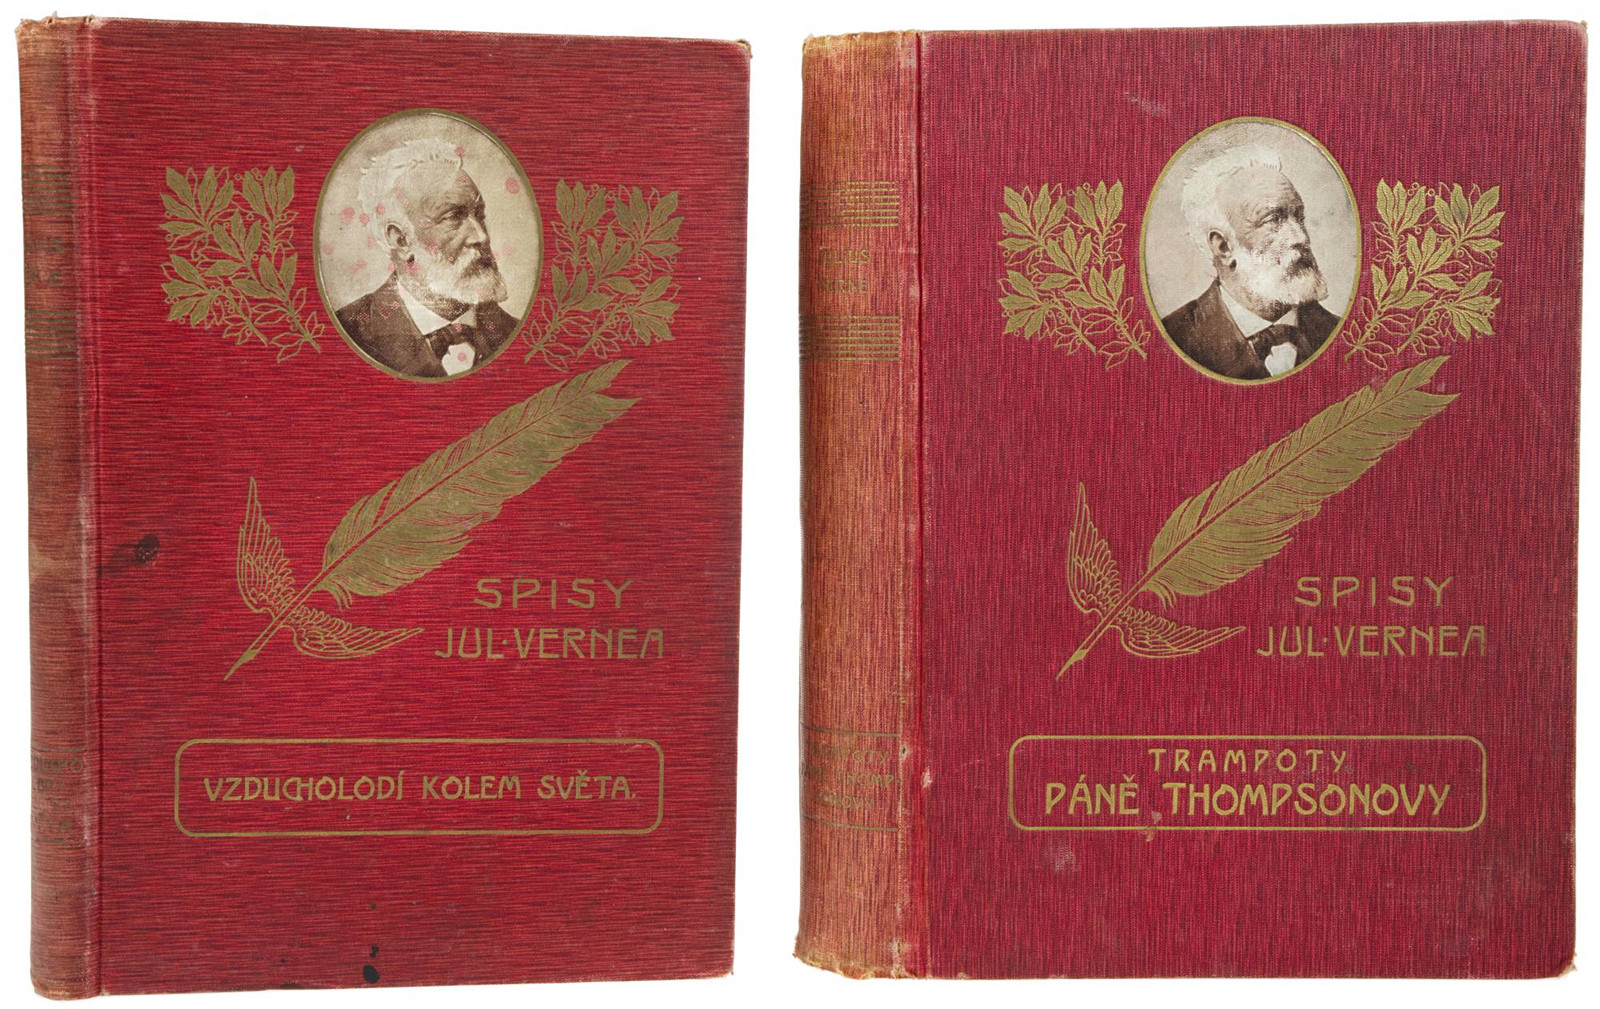 SPISY
JUL·VERNEA
VZDUCHOLODÍ KOLEM SVĚTA.
SPISY
JUL·VERNEA
TRAMPOTY
PÁNĚ THOMPSONOVY